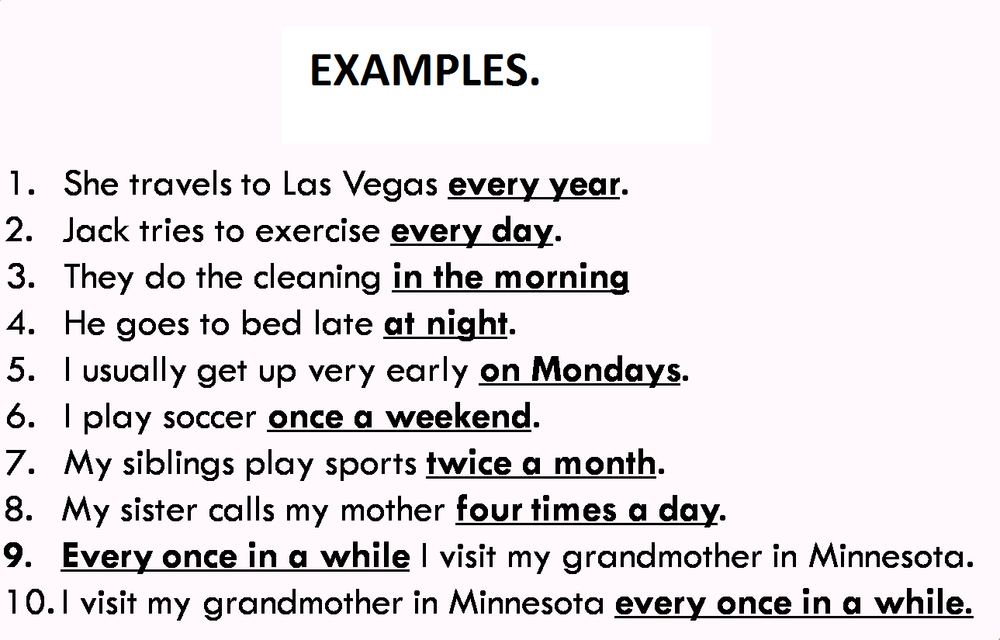 EXAMPLES.
1. She travels to Las Vegas every year.
2. Jack tries to exercise every day.
3. They do the cleaning in the morning
4. He goes to bed late at night.
5. I usually get up very early on Mondays.
6. I play soccer once a weekend.
7. My siblings play sports twice a month.
8. My sister calls my mother four times a day.
9. Every once in a while I visit my grandmother in Minnesota.
10. I visit my grandmother in Minnesota every once in a while.